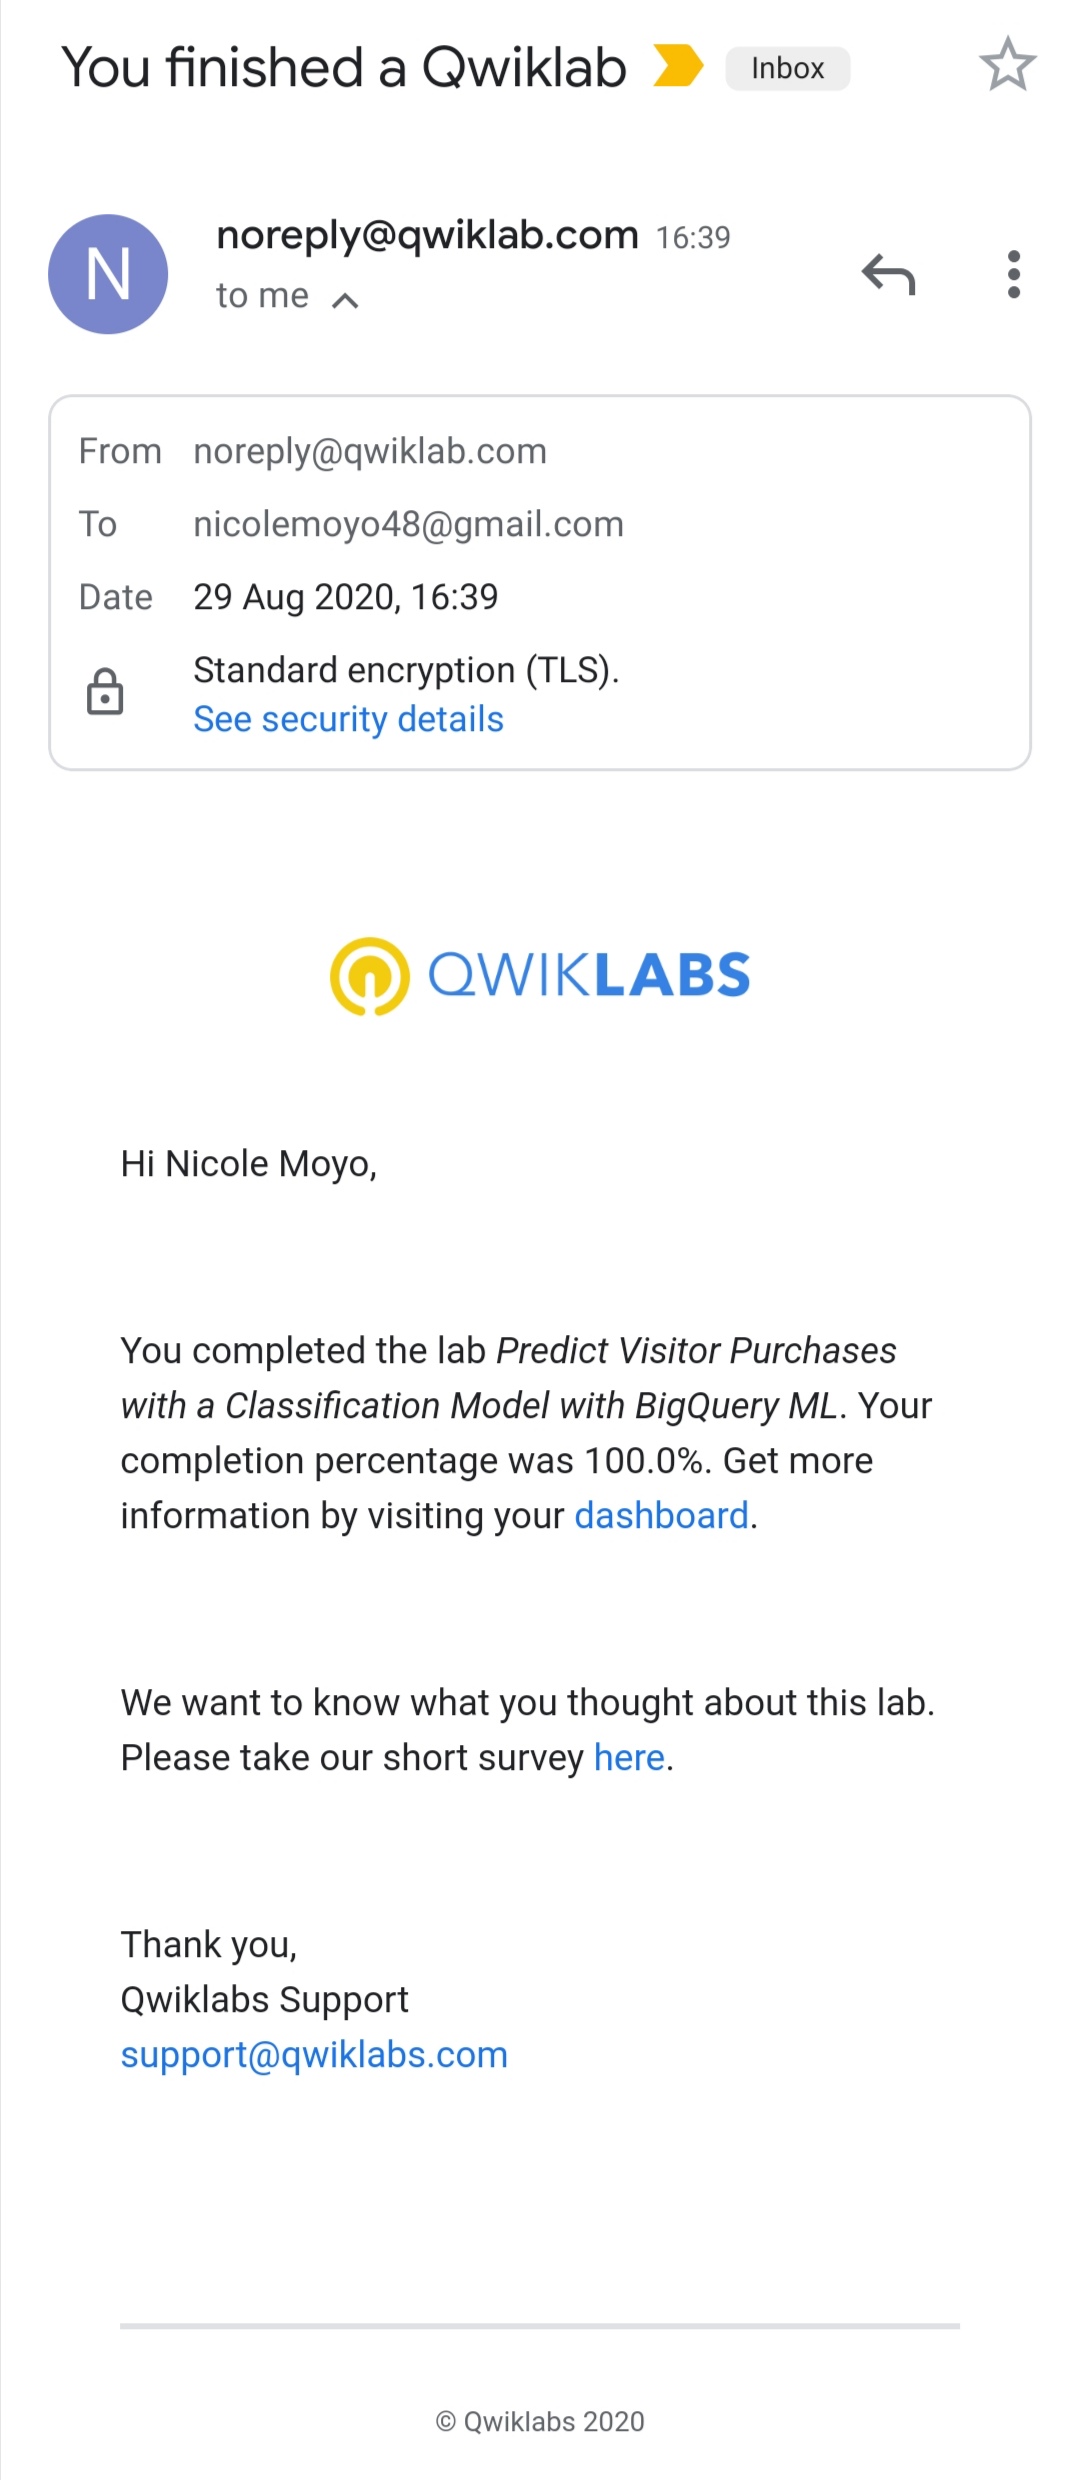 You finished a Qwiklab Inbox
N
noreply@qwiklab.com 16:39
to me
From noreply@qwiklab.com
To nicolemoyo48@gmail.com
Date 29 Aug 2020, 16:39
Standard encryption (TLS).
See security details
QWIKLABS
Hi Nicole Moyo,
You completed the lab Predict Visitor Purchases
with a Classification Model with BigQuery ML. Your
completion percentage was 100.0%. Get more
information by visiting your dashboard.
We want to know what you thought about this lab.
Please take our short survey here.
Thank you,
Qwiklabs Support
support@qwiklabs.com
© Qwiklabs 2020